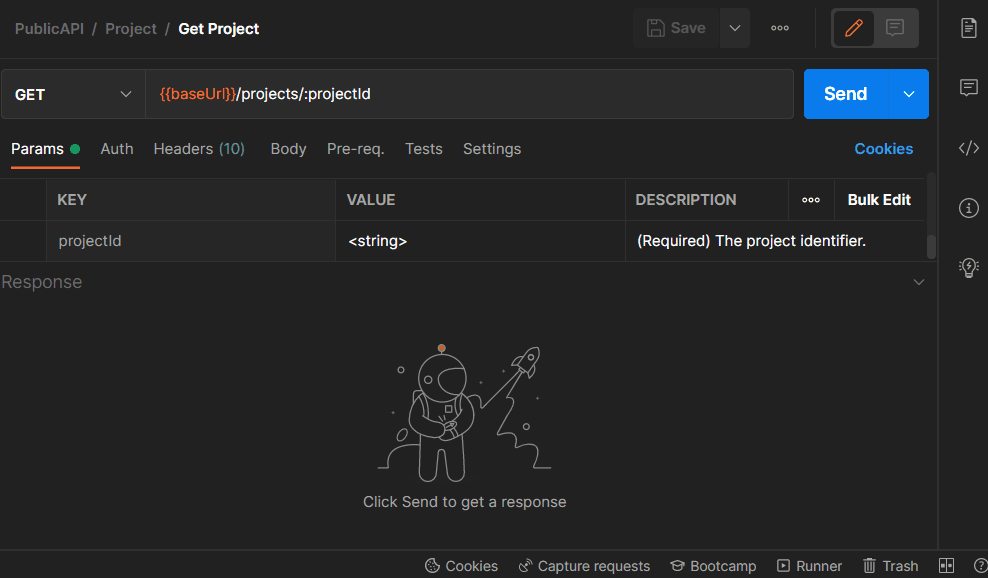 PublicAPI / Project / Get Project Save
GET {{baseUrl}}/projects/:projectId Send
Params Auth Headers (10) Body Pre-req. Tests Settings Cookies
KEY VALUE DESCRIPTION Bulk Edit
projectId <string> (Required) The project identifier.
Response
Click Send to get a response
Cookies Capture requests Bootcamp Runner Trash